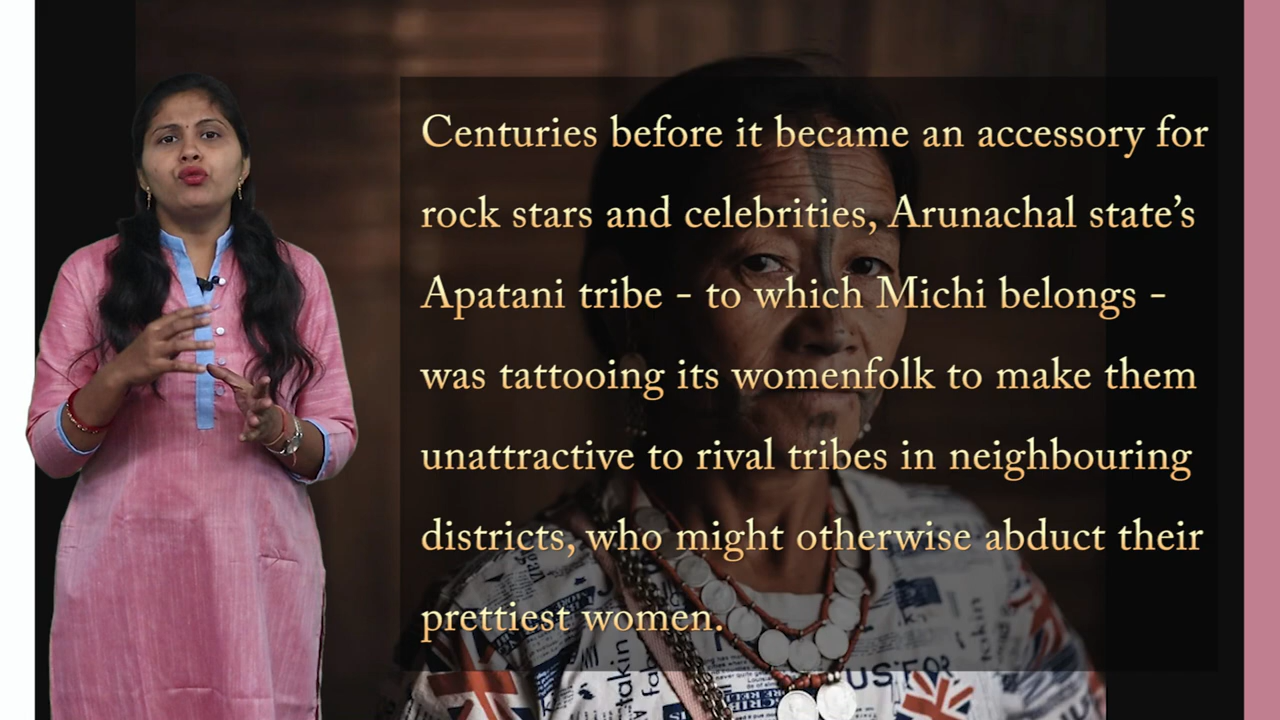 Centuries before it became an accessory for
rock stars and celebrities, Arunachal state’s
Apatani tribe - to which Michi belongs -
was tattooing its womenfolk to make them
unattractive to rival tribes in neighbouring
districts, who might otherwise abduct their
prettiest women.